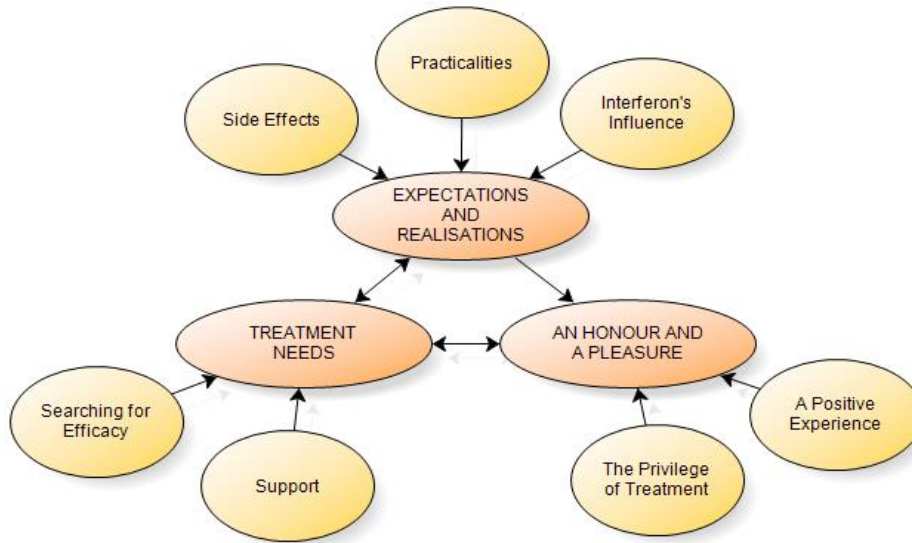 Practicalities
Side Effects
Interferon's
Influence
EXPECTATIONS
AND
REALISATIONS
TREATMENT
NEEDS
AN HONOUR AND
A PLEASURE
Searching for
Efficacy
Support
The Privilege
of Treatment
A Positive
Experience